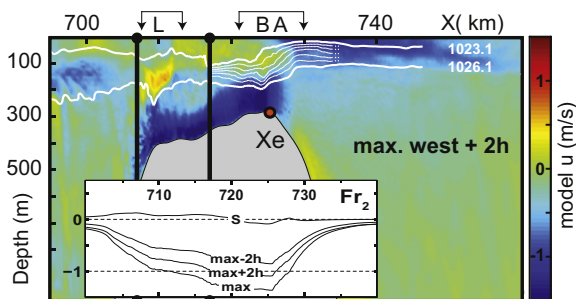 700 L BA 740 X( km)
100
300
500
Depth (m)
1023.1
1026.1
Xe
max. west + 2h
710 720 730
Fr2
0
−1
S
max-2h
max+2h
max
1
0
−1
model u (m/s)